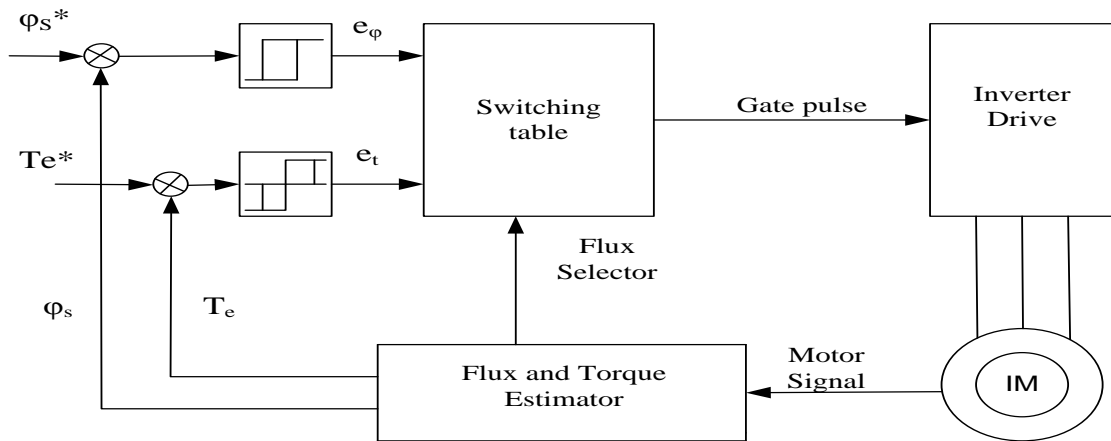 φs*
eφ
Switching
table
Gate pulse
Inverter
Drive
Te*
et
Flux
Selector
φs
Te
Flux and Torque
Estimator
Motor
Signal
IM